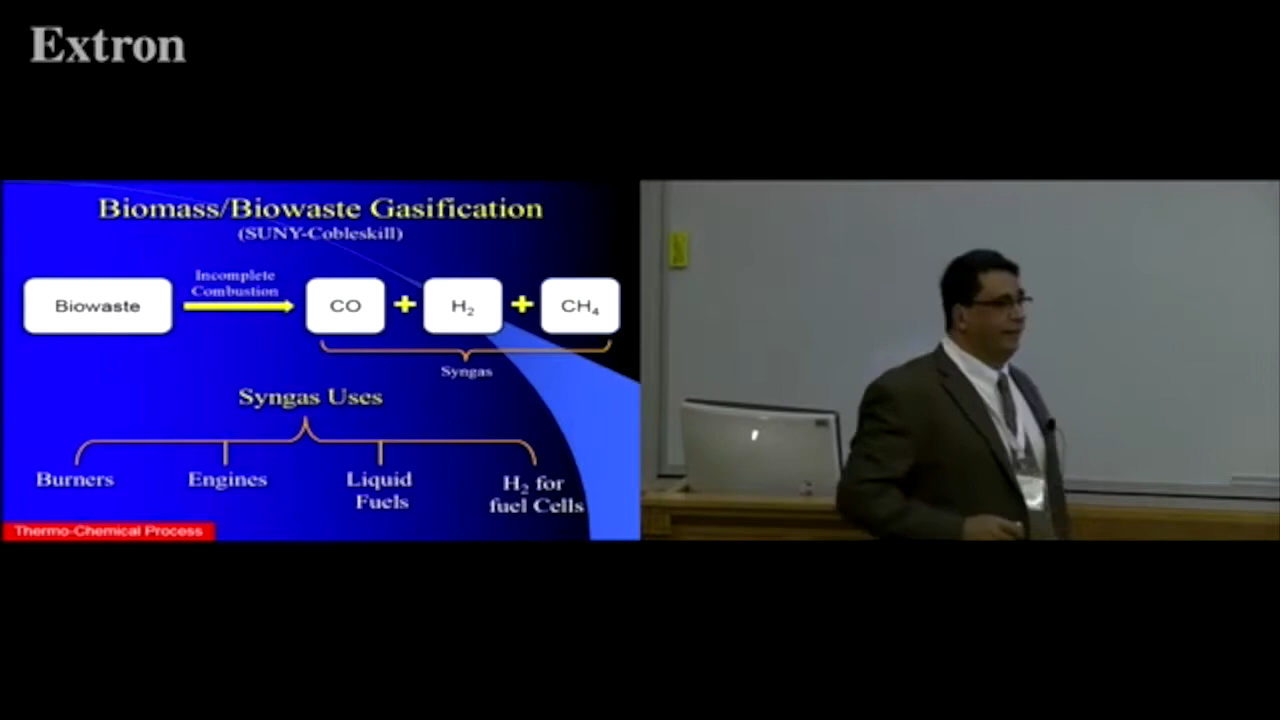 Extron
Biomass/Biowaste Gasification
(SUNY-Cobleskill)
Biowaste
Incomplete
Combustion
CO
+
H₂
+
CH₄
Syngas
Syngas Uses
Burners
Engines
Liquid
Fuels
H₂ for
fuel Cells
Thermo-Chemical Process